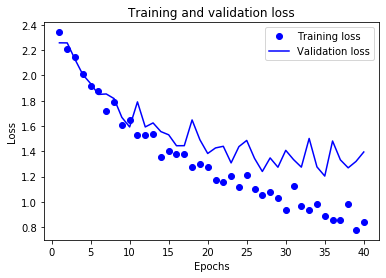 Training and validation loss
Training loss
Validation loss
2.4
2.2
2.0
1.8
1.6
1.4
1.2
1.0
0.8
Loss
0 5 10 15 20 25 30 35 40
Epochs